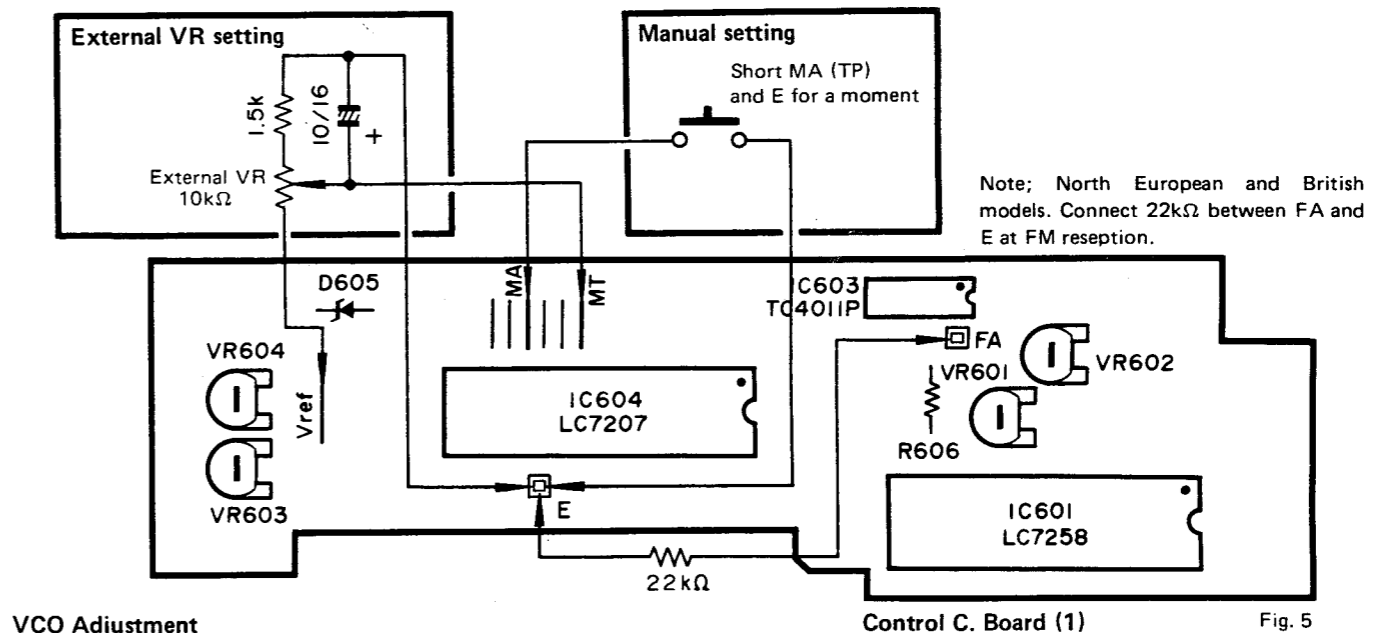 External VR setting
1.5k
10/16
+
External VR
10kΩ
Manual setting
Short MA (TP)
and E for a moment
Note; North European and British
models. Connect 22kΩ between FA and
E at FM reseption.
D605
MA
MT
IC603
TC4011P
FA
VR604
VR601
VR602
Vref
IC604
LC7207
R606
VR603
E
IC601
LC7258
22kΩ
VCO Adjustment
Control C. Board (1)
Fig. 5